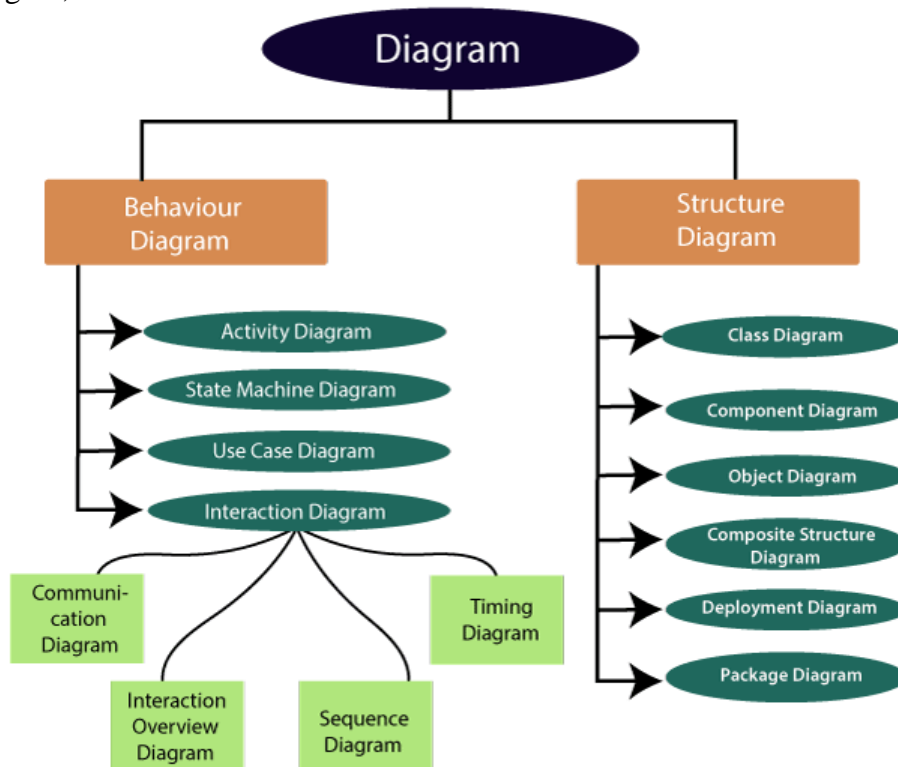 Diagram
Behaviour
Diagram
Structure
Diagram
Activity Diagram
State Machine Diagram
Use Case Diagram
Interaction Diagram
Communi-
cation
Diagram
Interaction
Overview
Diagram
Sequence
Diagram
Timing
Diagram
Class Diagram
Component Diagram
Object Diagram
Composite Structure
Diagram
Deployment Diagram
Package Diagram